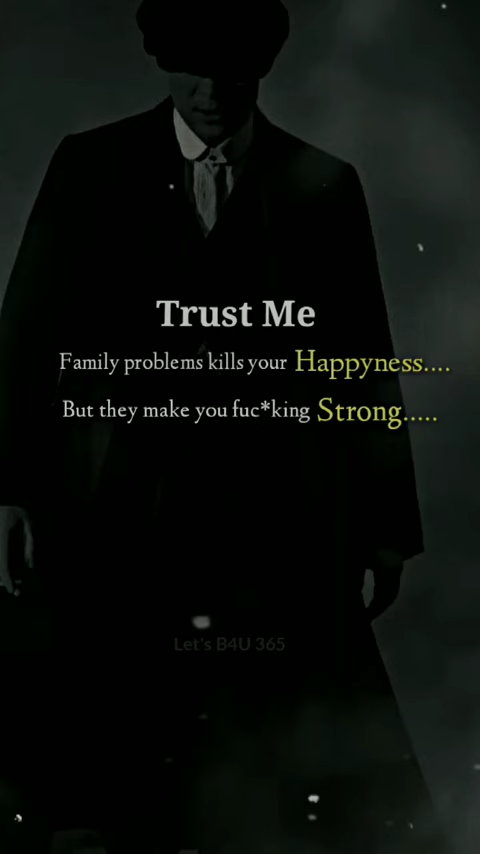 Trust Me
Family problems kills your Happyness....
But they make you fuc*king Strong.....
Let's B4U 365